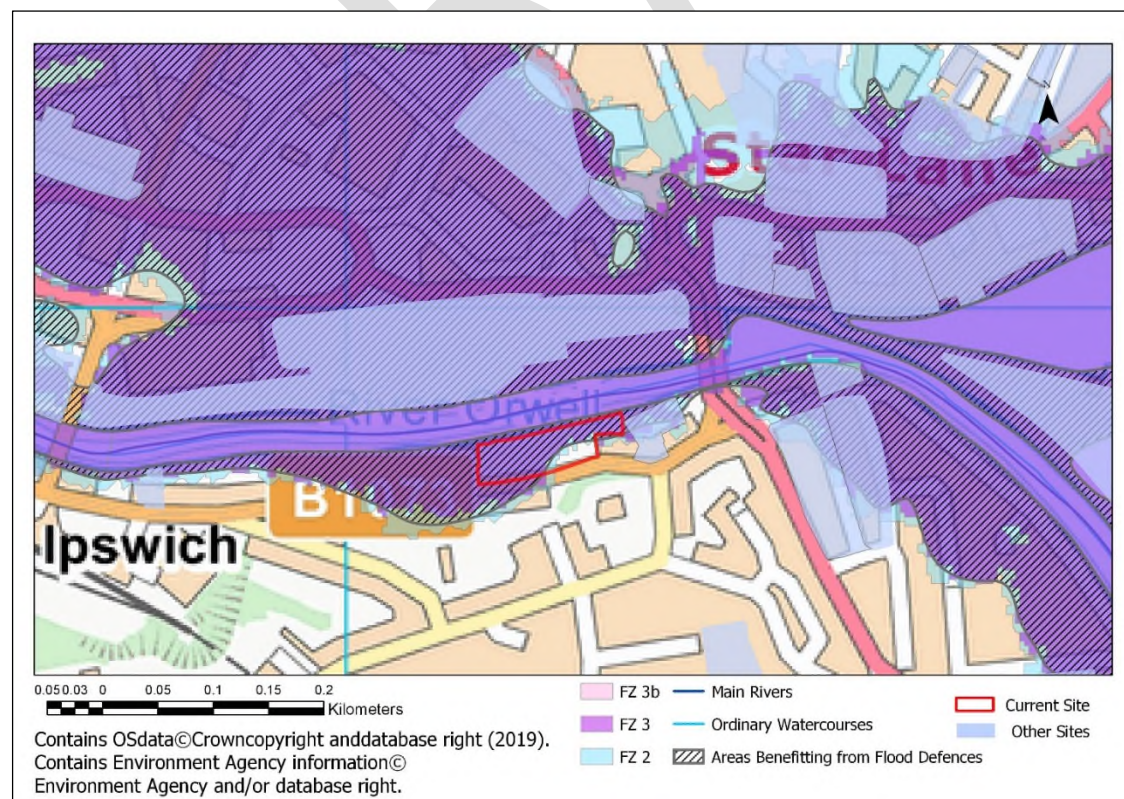 Star Lane
River Orwell
Ipswich
0.05 0.03 0 0.05 0.1 0.15 0.2
Kilometers
Contains OSdata©Crowncopyright anddatabase right (2019).
Contains Environment Agency information©
Environment Agency and/or database right.
FZ 3b
FZ 3
FZ 2
Main Rivers
Ordinary Watercourses
Areas Benefitting from Flood Defences
Current Site
Other Sites